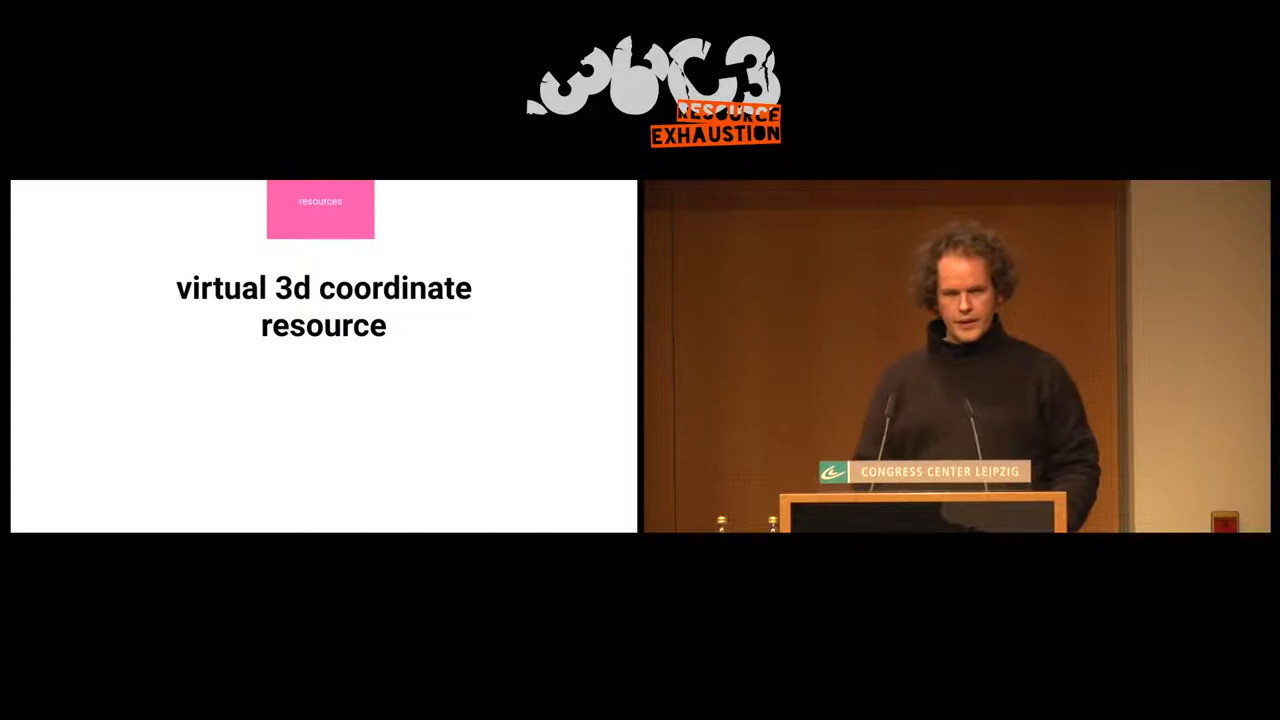 36C3
RESOURCE
EXHAUSTION
resources
virtual 3d coordinate
resource
CONGRESS CENTER LEIPZIG